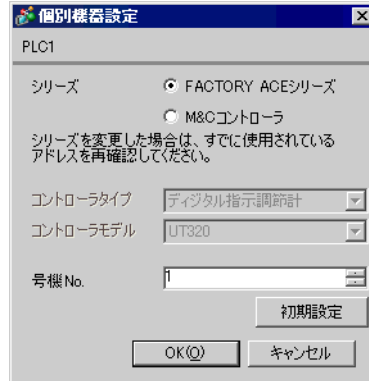 個別機器設定
PLC1
シリーズ
FACTORY ACEシリーズ
M&Cコントローラ
シリーズを変更した場合は、すでに使用されている
アドレスを再確認してください。
コントローラタイプ ディジタル指示調節計
コントローラモデル UT320
号機No. 1
初期設定
OK(O) キャンセル